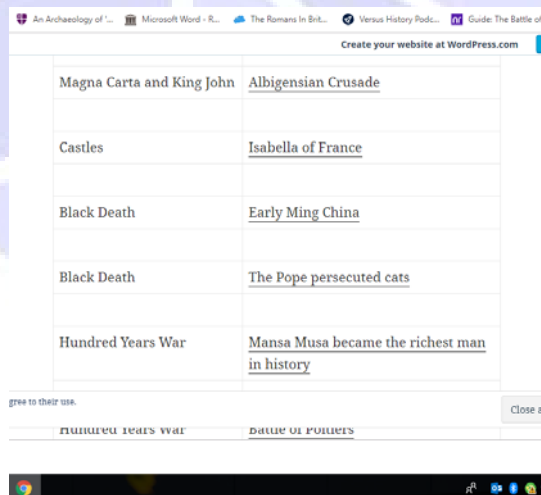 An Archaeology of '... Microsoft Word - R... The Romans In Brit... Versus History Podc... Guide: The Battle of
Create your website at WordPress.com
Magna Carta and King John Albigensian Crusade
Castles Isabella of France
Black Death Early Ming China
Black Death The Pope persecuted cats
Hundred Years War Mansa Musa became the richest man
in history
gree to their use.
Close a
Hundred Years War Battle of Poitiers